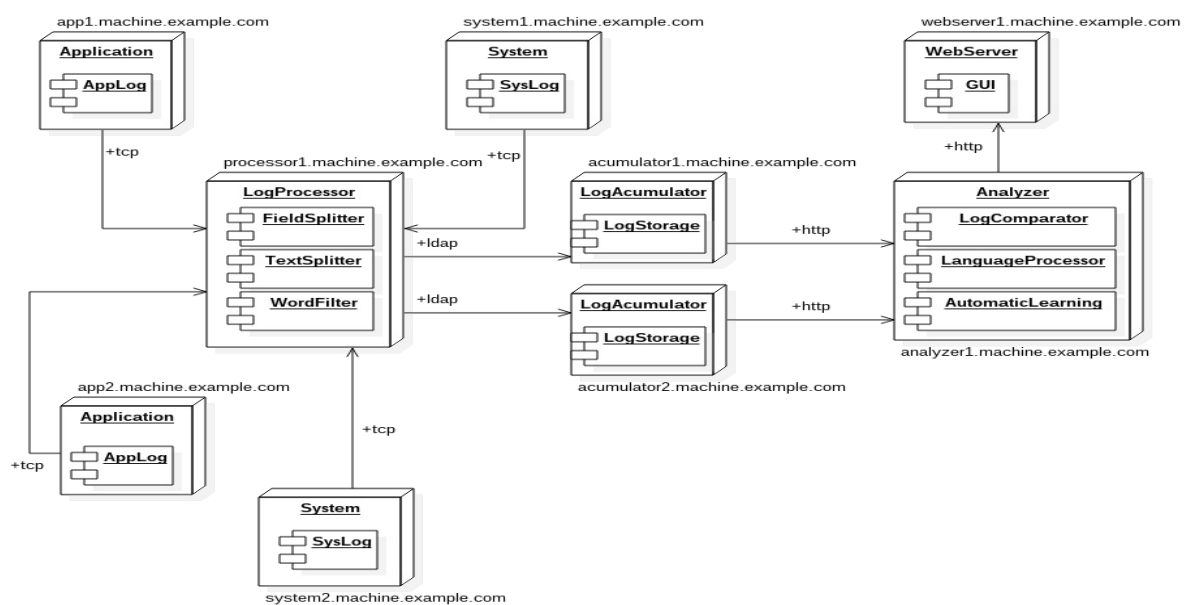 app1.machine.example.com
Application
AppLog
+tcp
system1.machine.example.com
System
SysLog
+tcp
webserver1.machine.example.com
WebServer
GUI
+http
processor1.machine.example.com
LogProcessor
FieldSplitter
TextSplitter
WordFilter
+ldap
+ldap
acumulator1.machine.example.com
LogAcumulator
LogStorage
+http
LogAcumulator
LogStorage
acumulator2.machine.example.com
+http
Analyzer
LogComparator
LanguageProcessor
AutomaticLearning
analyzer1.machine.example.com
app2.machine.example.com
Application
AppLog
+tcp
+tcp
System
SysLog
system2.machine.example.com